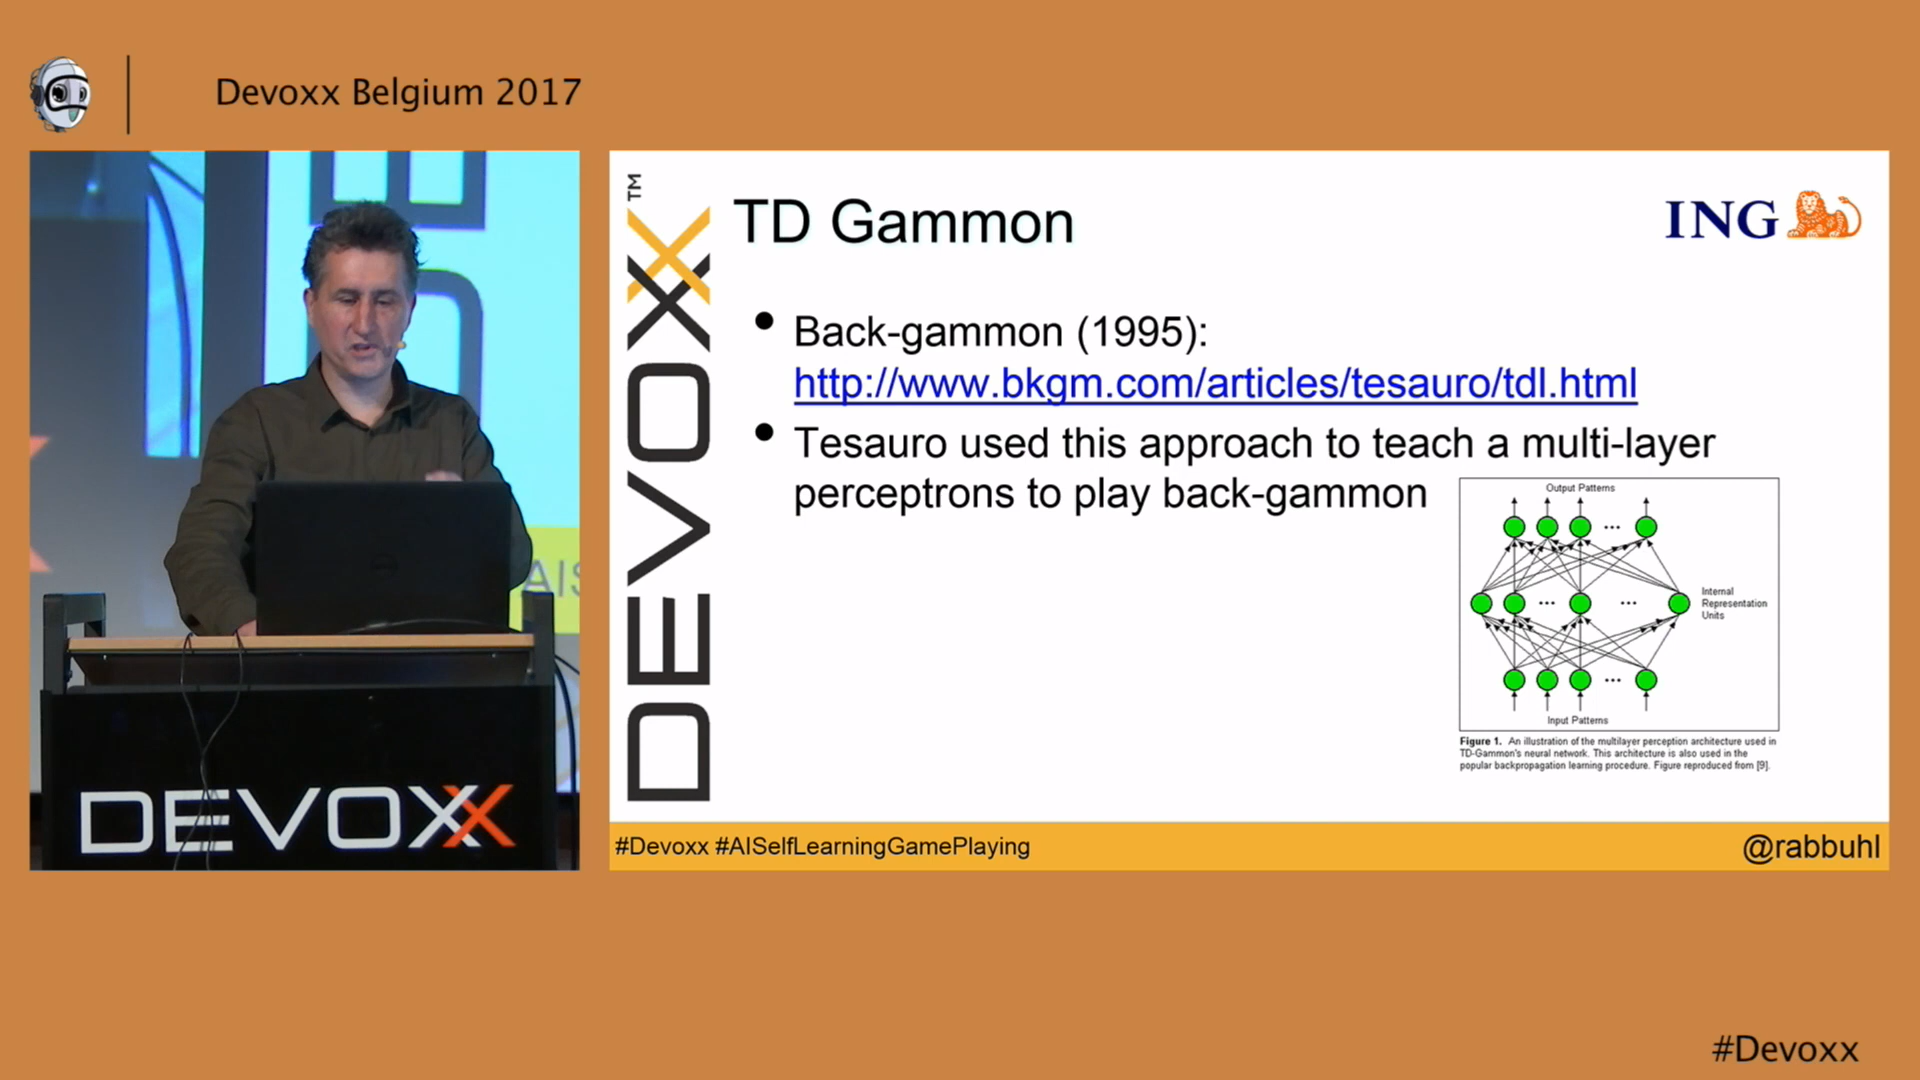 Devoxx Belgium 2017
DEVOXX™
TD Gammon
ING
• Back-gammon (1995):
http://www.bkgm.com/articles/tesauro/tdl.html
• Tesauro used this approach to teach a multi-layer
perceptrons to play back-gammon
Output Patterns
... 
... ...
Internal
Representation
Units
...
Input Patterns
Figure 1. An illustration of the multilayer perception architecture used in
TD-Gammon's neural network. This architecture is also used in the
popular backpropagation learning procedure. Figure reproduced from [9].
AIS
DEVOXX
#Devoxx #AISelfLearningGamePlaying
@rabbuhl
#Devoxx